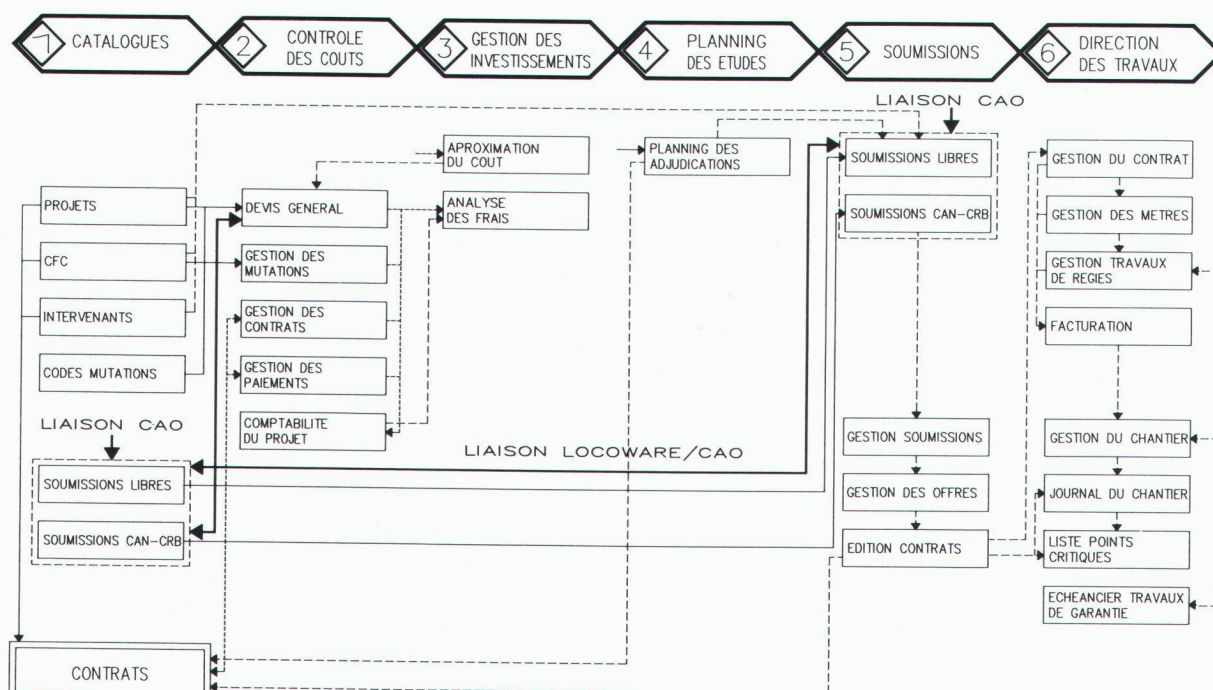 1 CATALOGUES
2 CONTROLE
DES COUTS
3 GESTION DES
INVESTISSEMENTS
4 PLANNING
DES ETUDES
5 SOUMISSIONS
6 DIRECTION
DES TRAVAUX
PROJETS
CFC
INTERVENANTS
CODES MUTATIONS
LIAISON CAO
SOUMISSIONS LIBRES
SOUMISSIONS CAN-CRB
CONTRATS
DEVIS GENERAL
GESTION DES
MUTATIONS
GESTION DES
CONTRATS
GESTION DES
PAIEMENTS
COMPTABILITE
DU PROJET
APROXIMATION
DU COUT
ANALYSE
DES FRAIS
LIAISON LOCOWARE/CAO
PLANNING DES
ADJUDICATIONS
LIAISON CAO
SOUMISSIONS LIBRES
SOUMISSIONS CAN-CRB
GESTION SOUMISSIONS
GESTION DES OFFRES
EDITION CONTRATS
GESTION DU CONTRAT
GESTION DES METRES
GESTION TRAVAUX
DE REGIES
FACTURATION
GESTION DU CHANTIER
JOURNAL DU CHANTIER
LISTE POINTS
CRITIQUES
ECHEANCIER TRAVAUX
DE GARANTIE